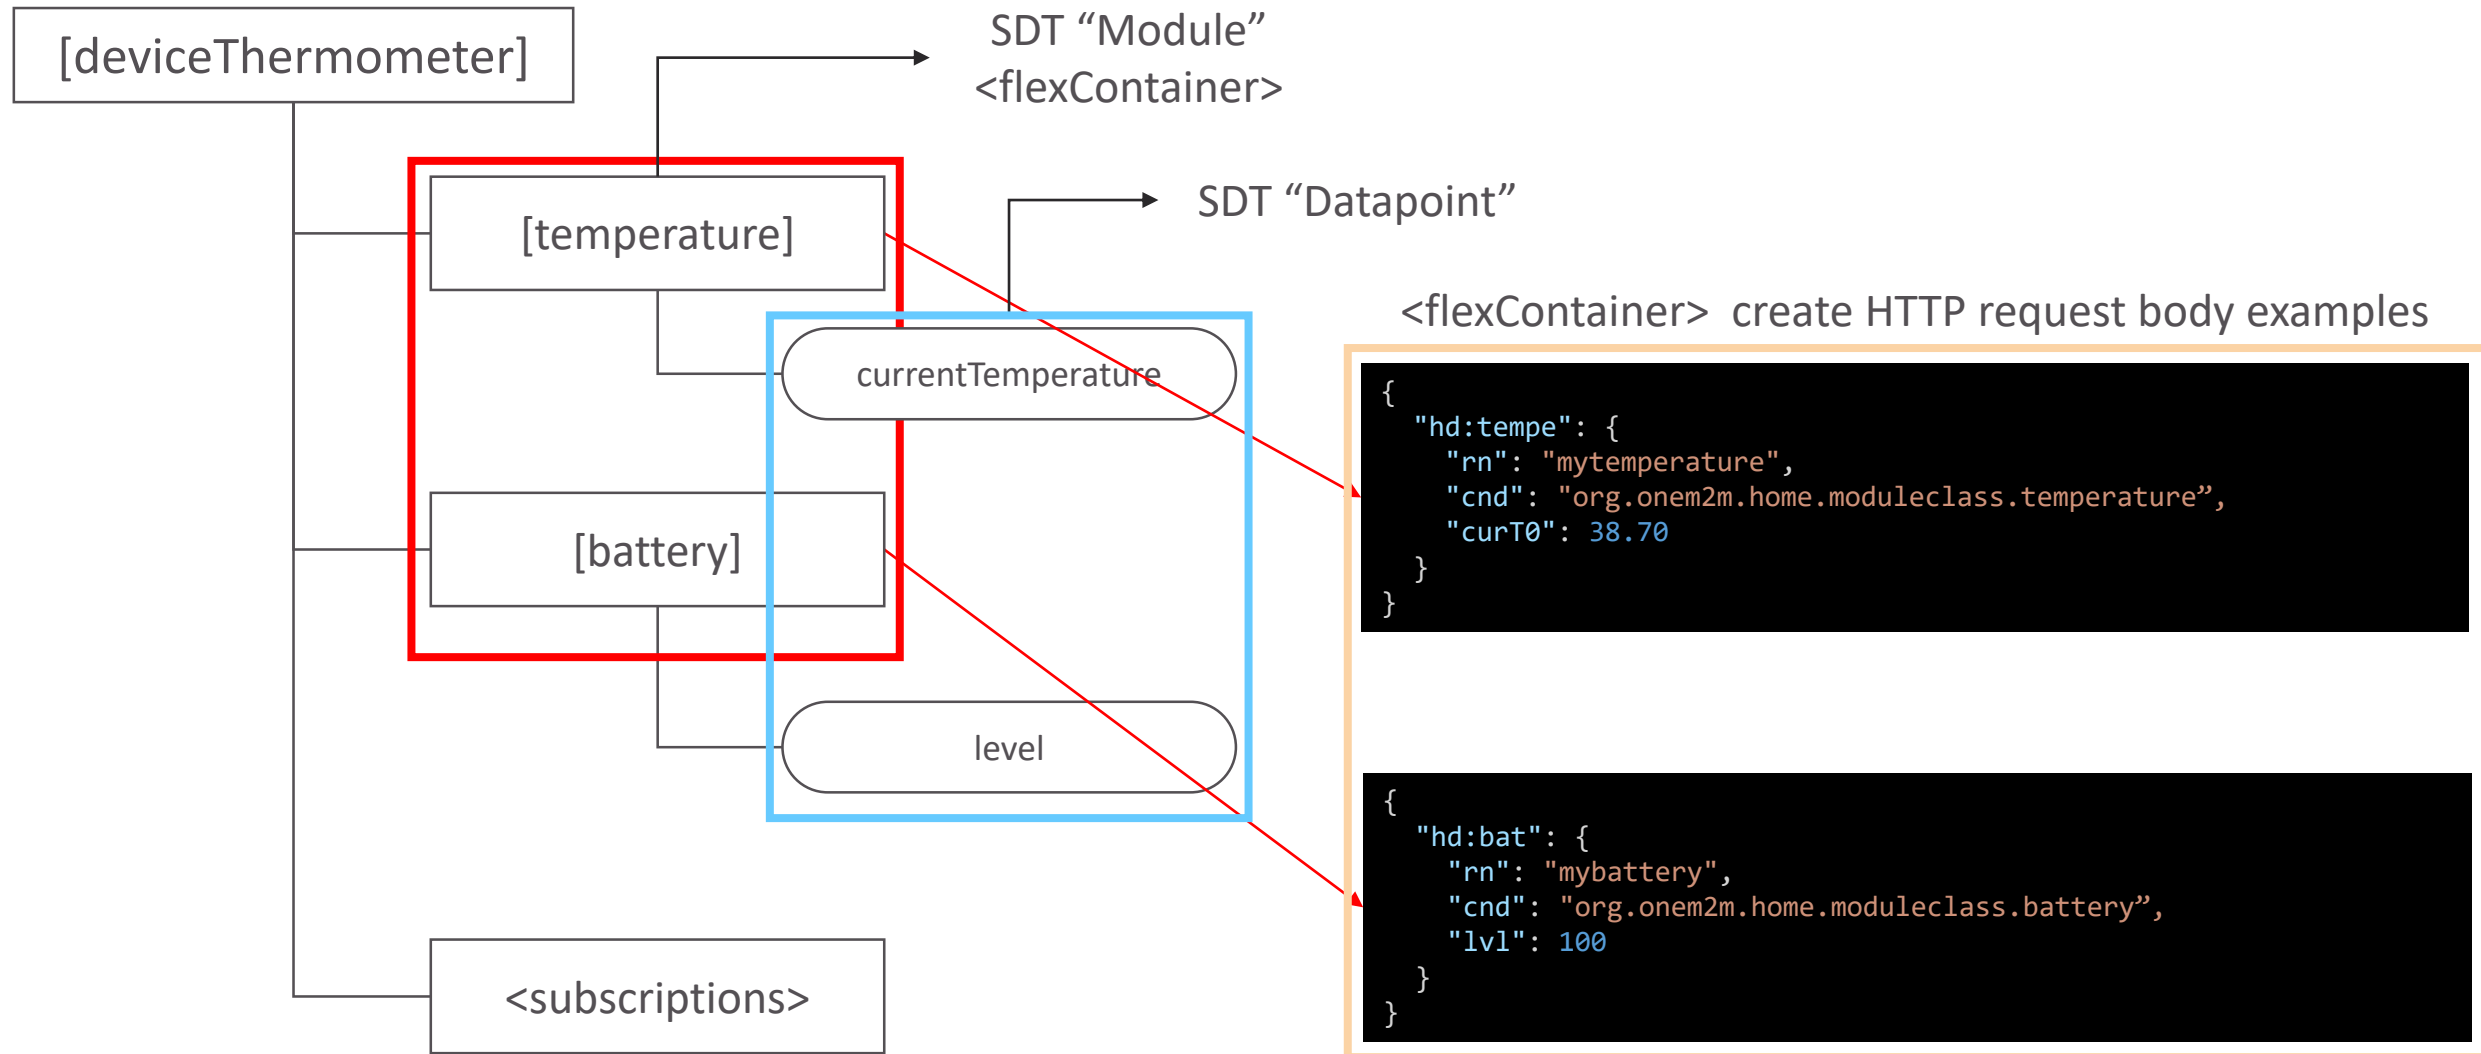 [deviceThermometer]
SDT “Module”
<flexContainer>
[temperature]
SDT “Datapoint”
currentTemperature
[battery]
level
<subscriptions>
<flexContainer>  create HTTP request body examples
{
  "hd:tempe": {
    "rn": "mytemperature",
    "cnd": "org.onem2m.home.moduleclass.temperature”,
    "curT0": 38.70
  }
}
{
  "hd:bat": {
    "rn": "mybattery",
    "cnd": "org.onem2m.home.moduleclass.battery”,
    "lvl": 100
  }
}